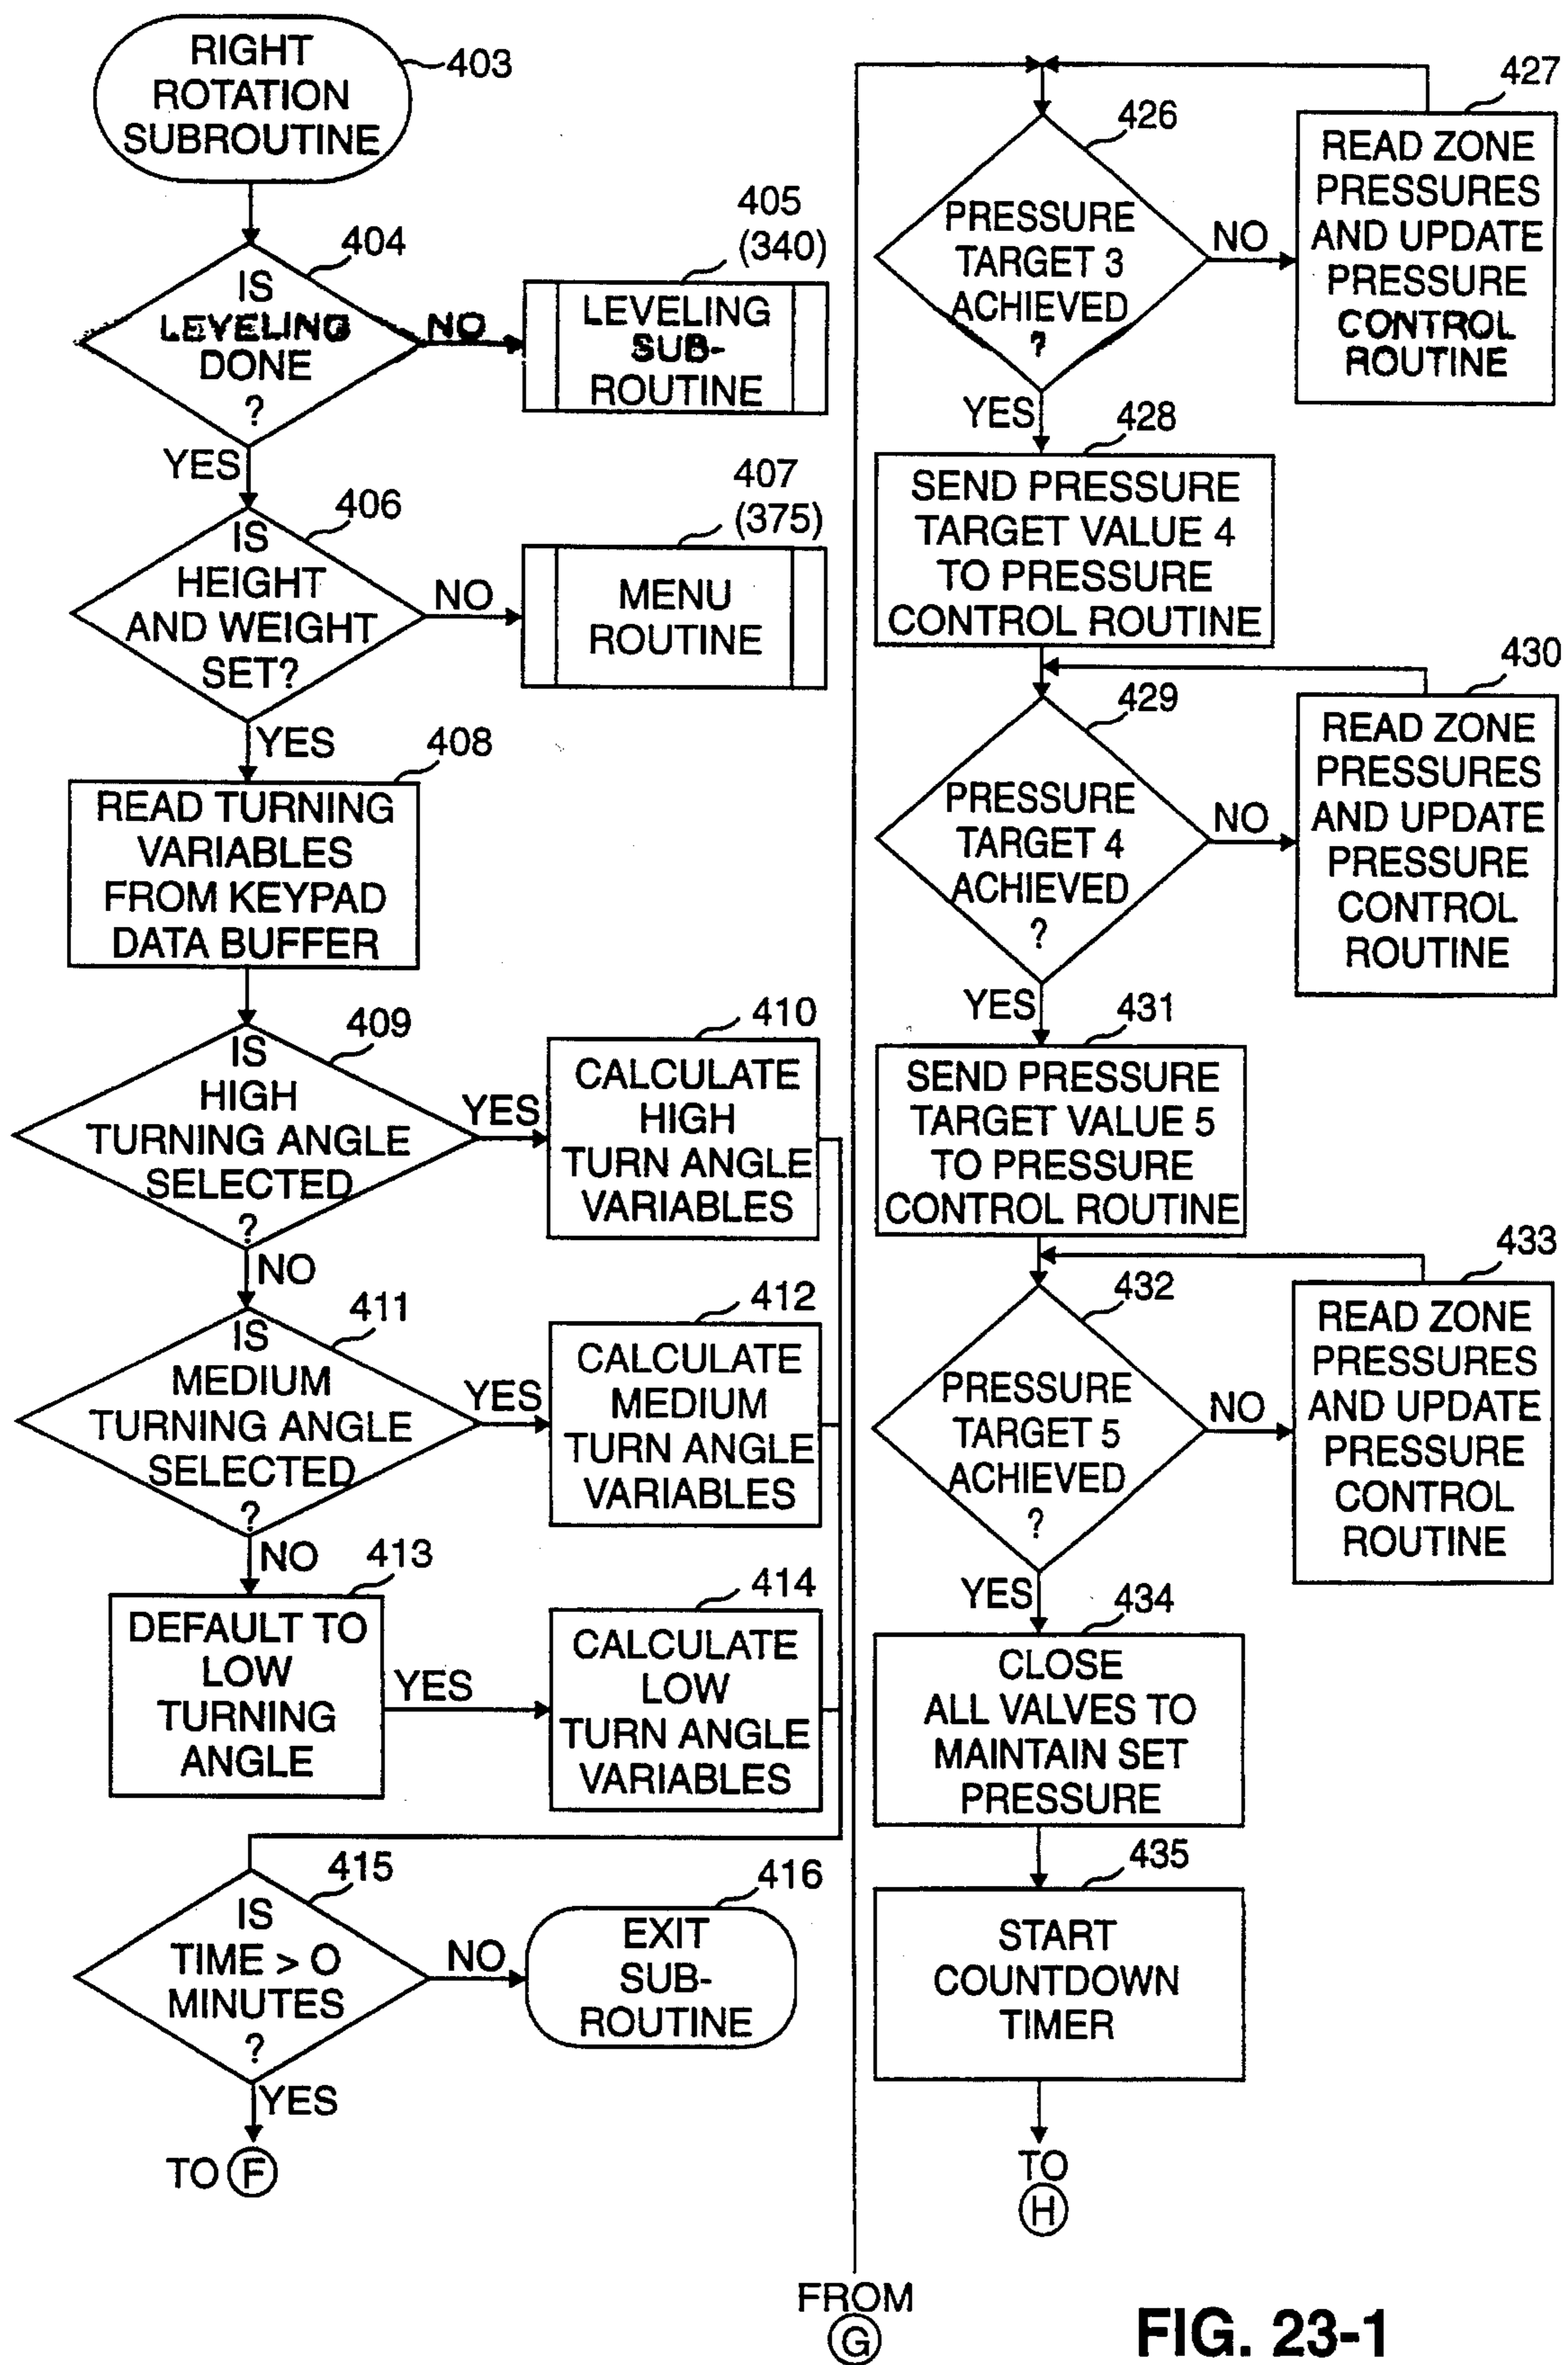 RIGHT
ROTATION
SUBROUTINE
403
404
IS
LEVELING
DONE
?
NO
405
(340)
LEVELING
SUB-
ROUTINE
YES
406
IS
HEIGHT
AND WEIGHT
SET?
NO
407
(375)
MENU
ROUTINE
YES
408
READ TURNING
VARIABLES
FROM KEYPAD
DATA BUFFER
409
IS
HIGH
TURNING ANGLE
SELECTED
?
YES
410
CALCULATE
HIGH
TURN ANGLE
VARIABLES
NO
411
IS
MEDIUM
TURNING ANGLE
SELECTED
?
YES
412
CALCULATE
MEDIUM
TURN ANGLE
VARIABLES
NO
413
DEFAULT TO
LOW
TURNING
ANGLE
YES
414
CALCULATE
LOW
TURN ANGLE
VARIABLES
415
IS
TIME > O
MINUTES
?
NO
416
EXIT
SUB-
ROUTINE
YES
TO F
426
PRESSURE
TARGET 3
ACHIEVED
?
NO
427
READ ZONE
PRESSURES
AND UPDATE
PRESSURE
CONTROL
ROUTINE
YES
428
SEND PRESSURE
TARGET VALUE 4
TO PRESSURE
CONTROL ROUTINE
429
PRESSURE
TARGET 4
ACHIEVED
?
NO
430
READ ZONE
PRESSURES
AND UPDATE
PRESSURE
CONTROL
ROUTINE
YES
431
SEND PRESSURE
TARGET VALUE 5
TO PRESSURE
CONTROL ROUTINE
432
PRESSURE
TARGET 5
ACHIEVED
?
NO
433
READ ZONE
PRESSURES
AND UPDATE
PRESSURE
CONTROL
ROUTINE
YES
434
CLOSE
ALL VALVES TO
MAINTAIN SET
PRESSURE
435
START
COUNTDOWN
TIMER
TO
H
FROM
G
FIG. 23-1